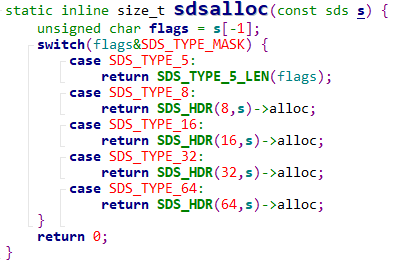 static inline size_t sdsalloc(const sds s) {
    unsigned char flags = s[-1];
    switch(flags&SDS_TYPE_MASK) {
        case SDS_TYPE_5:
            return SDS_TYPE_5_LEN(flags);
        case SDS_TYPE_8:
            return SDS_HDR(8,s)->alloc;
        case SDS_TYPE_16:
            return SDS_HDR(16,s)->alloc;
        case SDS_TYPE_32:
            return SDS_HDR(32,s)->alloc;
        case SDS_TYPE_64:
            return SDS_HDR(64,s)->alloc;
    }
    return 0;
}